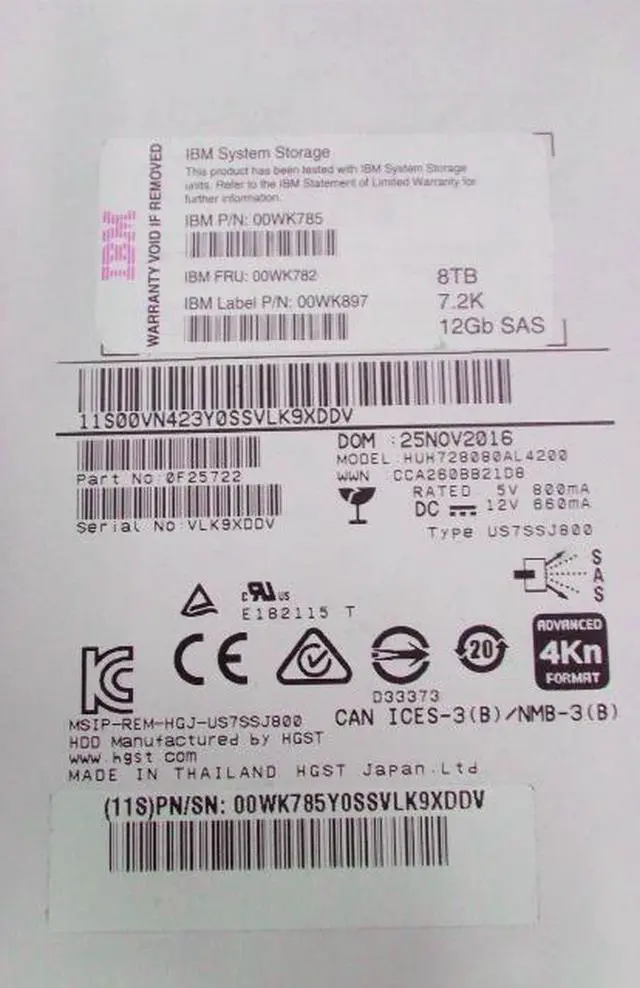 IBM System Storage
This product has been tested with IBM System Storage
units. Refer to the IBM Statement of Limited Warranty for
further information.
WARRANTY VOID IF REMOVED
IBM
IBM P/N: 00WK785
IBM FRU: 00WK782
IBM Label P/N: 00WK897
8TB
7.2K
12Gb SAS
11S00VN423Y0SSVLK9XDDV
DOM :25NOV2016
MODEL:HUH728080AL4200
WWN :CCA260BB21D8
Part No:0F25722
RATED 5V 800mA
DC 12V 660mA
Serial No:VLK9XDDV
Type US7SSJ800
SAS
c RU US
E182115 T
CE
20
ADVANCED
4Kn
FORMAT
D33373
MSIP-REM-HGJ-US7SSJ800
CAN ICES-3(B)/NMB-3(B)
HDD Manufactured by HGST
www.hgst com
MADE IN THAILAND HGST Japan.Ltd
(11S)PN/SN: 00WK785Y0SSVLK9XDDV